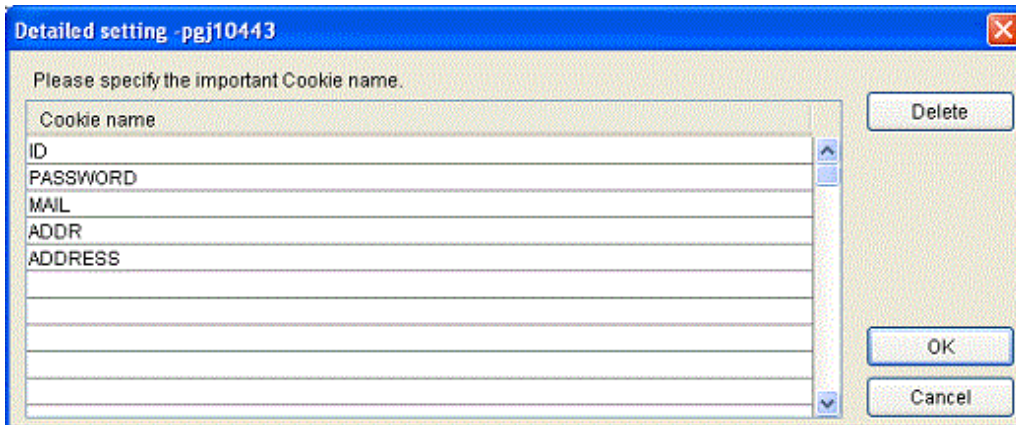 Detailed setting -pgj10443
Please specify the important Cookie name.
Cookie name
Delete
ID
PASSWORD
MAIL
ADDR
ADDRESS
OK
Cancel